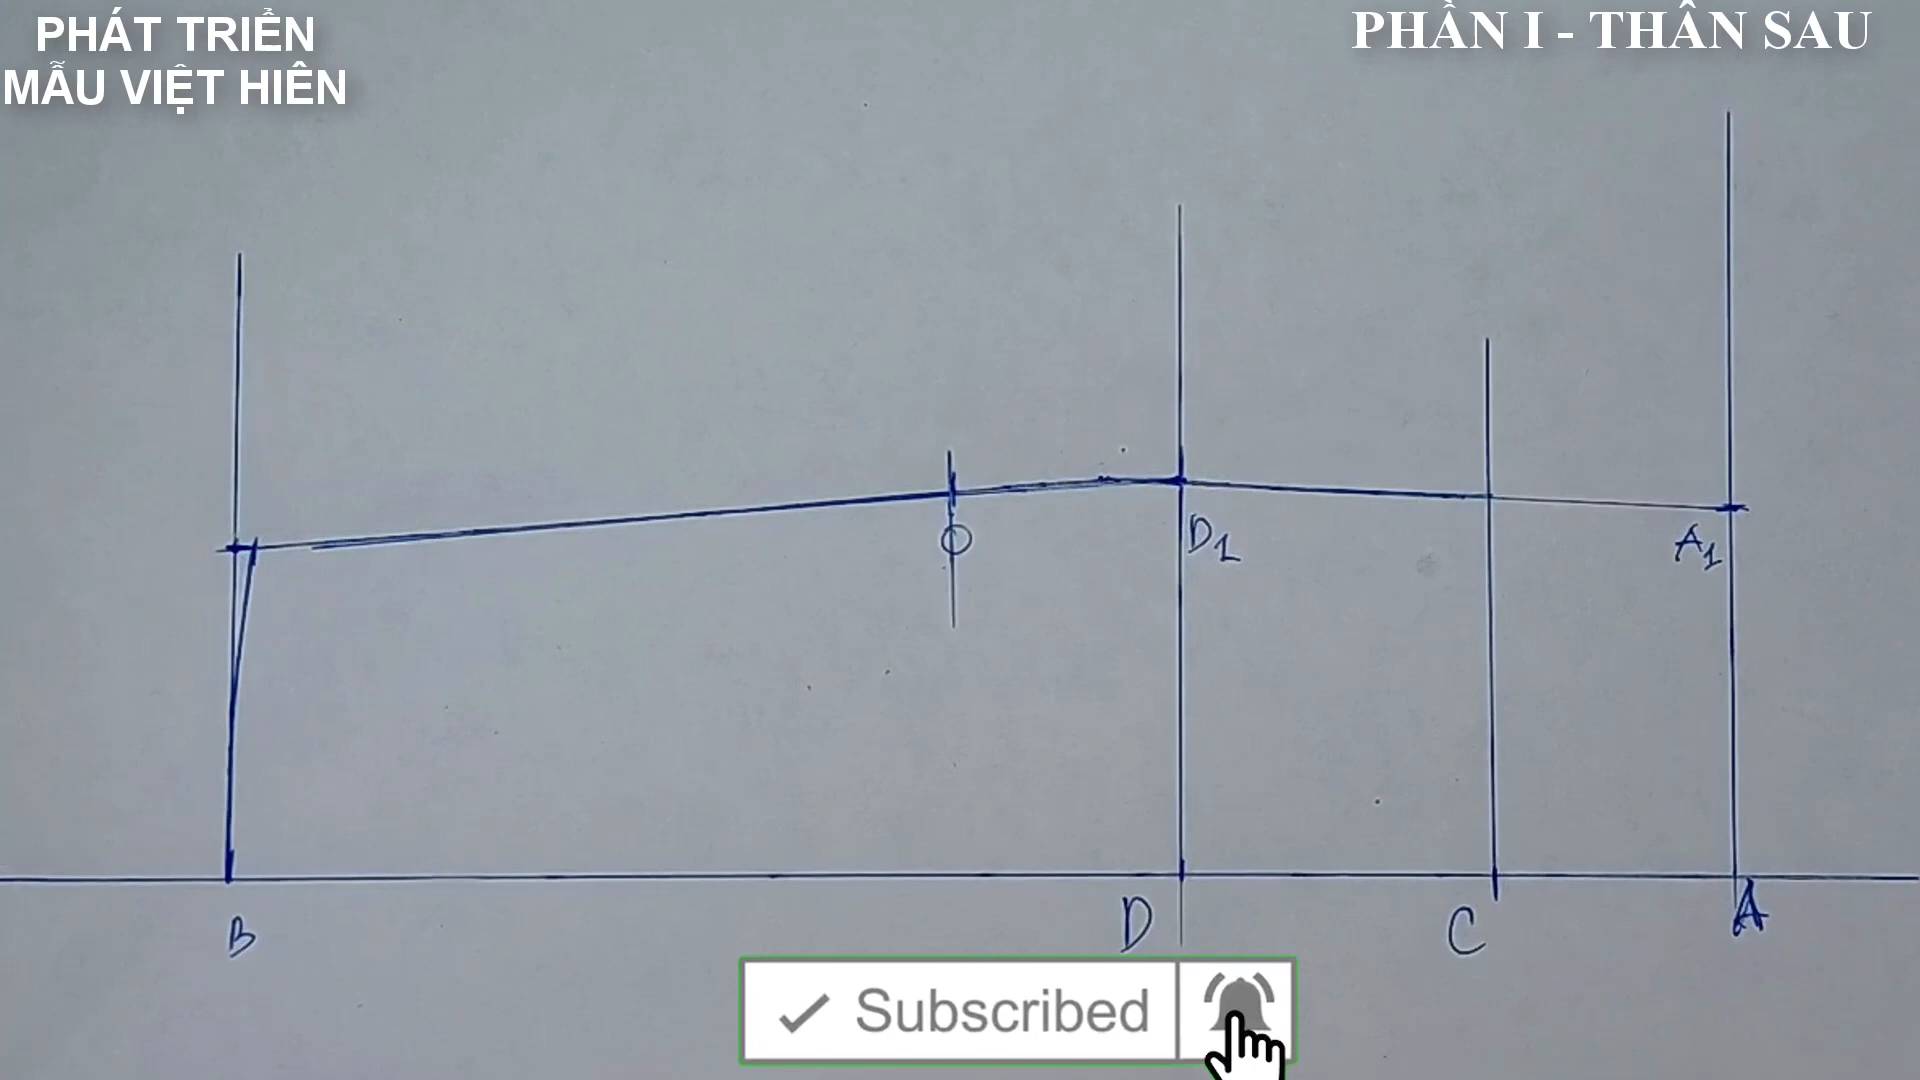 PHÁT TRIỂN
MẪU VIỆT HIÊN
PHẦN I - THÂN SAU
O
D1
A1
B
D
C
A
Subscribed